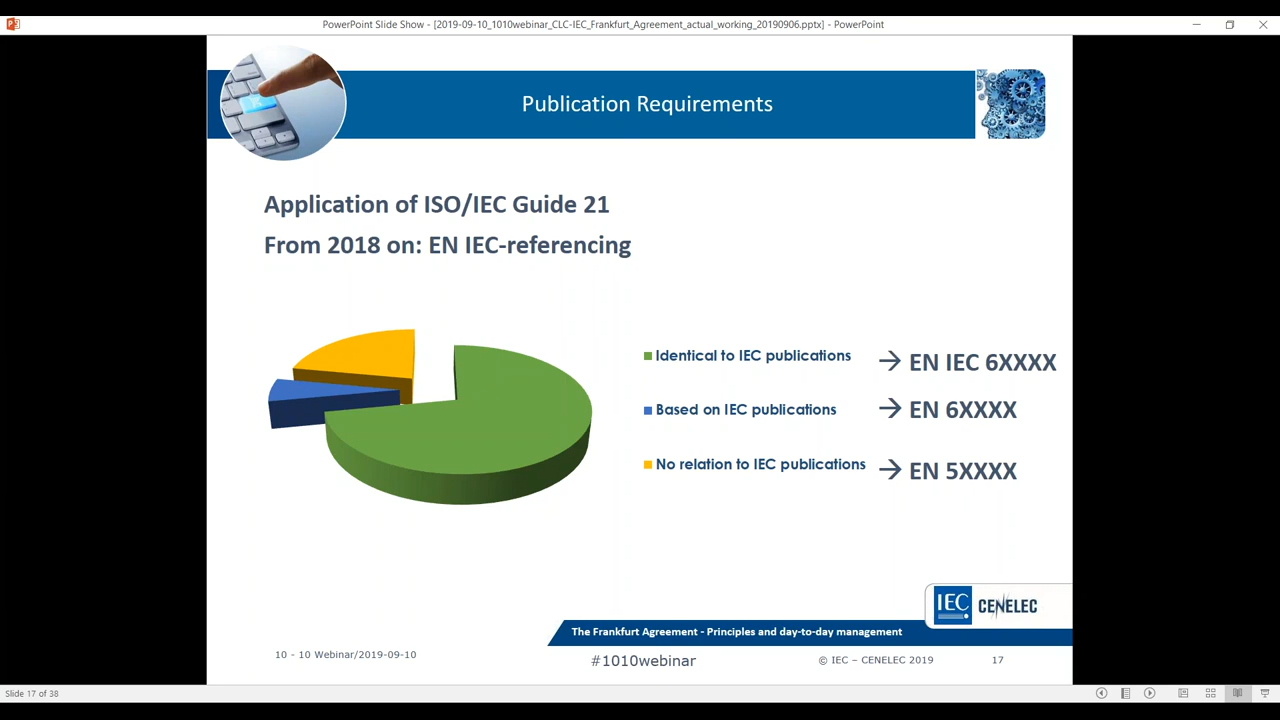 PowerPoint Slide Show - [2019-09-10_1010webinar_CLC-IEC_Frankfurt_Agreement_actual_working_20190906.pptx] - PowerPoint
Publication Requirements
Application of ISO/IEC Guide 21
From 2018 on: EN IEC-referencing
Identical to IEC publications → EN IEC 6XXXX
Based on IEC publications → EN 6XXXX
No relation to IEC publications → EN 5XXXX
IEC CENELEC
The Frankfurt Agreement - Principles and day-to-day management
10 - 10 Webinar/2019-09-10
#1010webinar
© IEC – CENELEC 2019
17
Slide 17 of 38